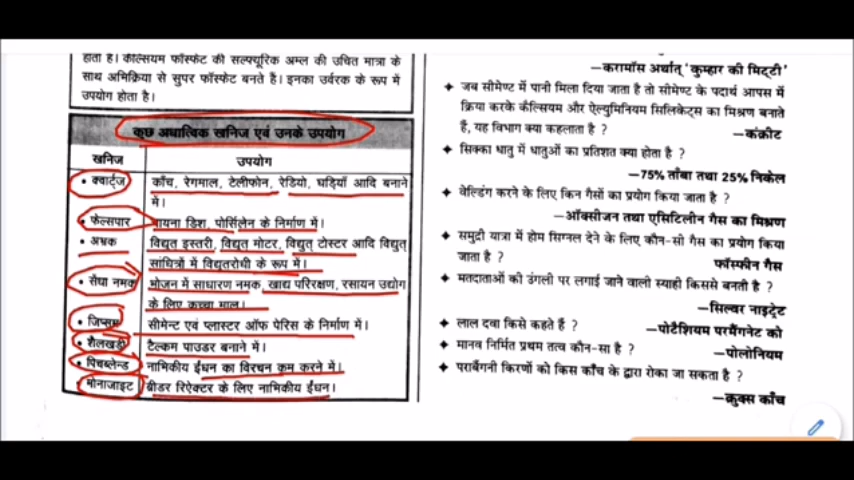 होता है। कैल्सियम फॉस्फेट की सल्फ्यूरिक अम्ल की उचित मात्रा के
साथ अभिक्रिया से सुपर फॉस्फेट बनते हैं। इनका उर्वरक के रूप में
उपयोग होता है।
कुछ अधात्विक खनिज एवं उनके उपयोग
खनिज उपयोग
• क्वार्ट्ज काँच, रेगमाल, टेलीफोन, रेडियो, घड़ियाँ आदि बनाने
में।
• फेल्सपार चायना डिश, पोर्सिलेन के निर्माण में।
• अभ्रक विद्युत इस्तरी, विद्युत मोटर, विद्युत् टोस्टर आदि विद्युत्
सांधित्रों में विद्युतरोधी के रूप में।
• सेंधा नमक भोजन में साधारण नमक, खाद्य परिरक्षण, रसायन उद्योग
के लिए कच्चा माल।
• जिप्सम सीमेन्ट एवं प्लास्टर ऑफ पेरिस के निर्माण में।
• शैलखड़ी टैल्कम पाउडर बनाने में।
• पिचब्लेन्ड नाभिकीय ईंधन का विरचन कम करने में।
• मोनाजाइट ब्रीडर रिऐक्टर के लिए नाभिकीय ईंधन।
–करामॉस अर्थात् 'कुम्हार की मिट्टी'
✦ जब सीमेण्ट में पानी मिला दिया जाता है तो सीमेण्ट के पदार्थ आपस में
क्रिया करके कैल्सियम और ऐल्युमिनियम सिलिकेट्स का मिश्रण बनाते
हैं, यह विभाग क्या कहलाता है ? –कंक्रीट
✦ सिक्का धातु में धातुओं का प्रतिशत क्या होता है ?
–75% ताँबा तथा 25% निकेल
✦ वेल्डिंग करने के लिए किन गैसों का प्रयोग किया जाता है ?
–ऑक्सीजन तथा एसिटिलीन गैस का मिश्रण
✦ समुद्री यात्रा में होम सिग्नल देने के लिए कौन-सी गैस का प्रयोग किया
जाता है ? फॉस्फीन गैस
✦ मतदाताओं की उंगली पर लगाई जाने वाली स्याही किससे बनती है ?
–सिल्वर नाइट्रेट
✦ लाल दवा किसे कहते हैं ? –पोटैशियम परमैंगनेट को
✦ मानव निर्मित प्रथम तत्व कौन-सा है ? –पोलोनियम
✦ पराबैंगनी किरणों को किस काँच के द्वारा रोका जा सकता है ?
–क्रुक्स काँच